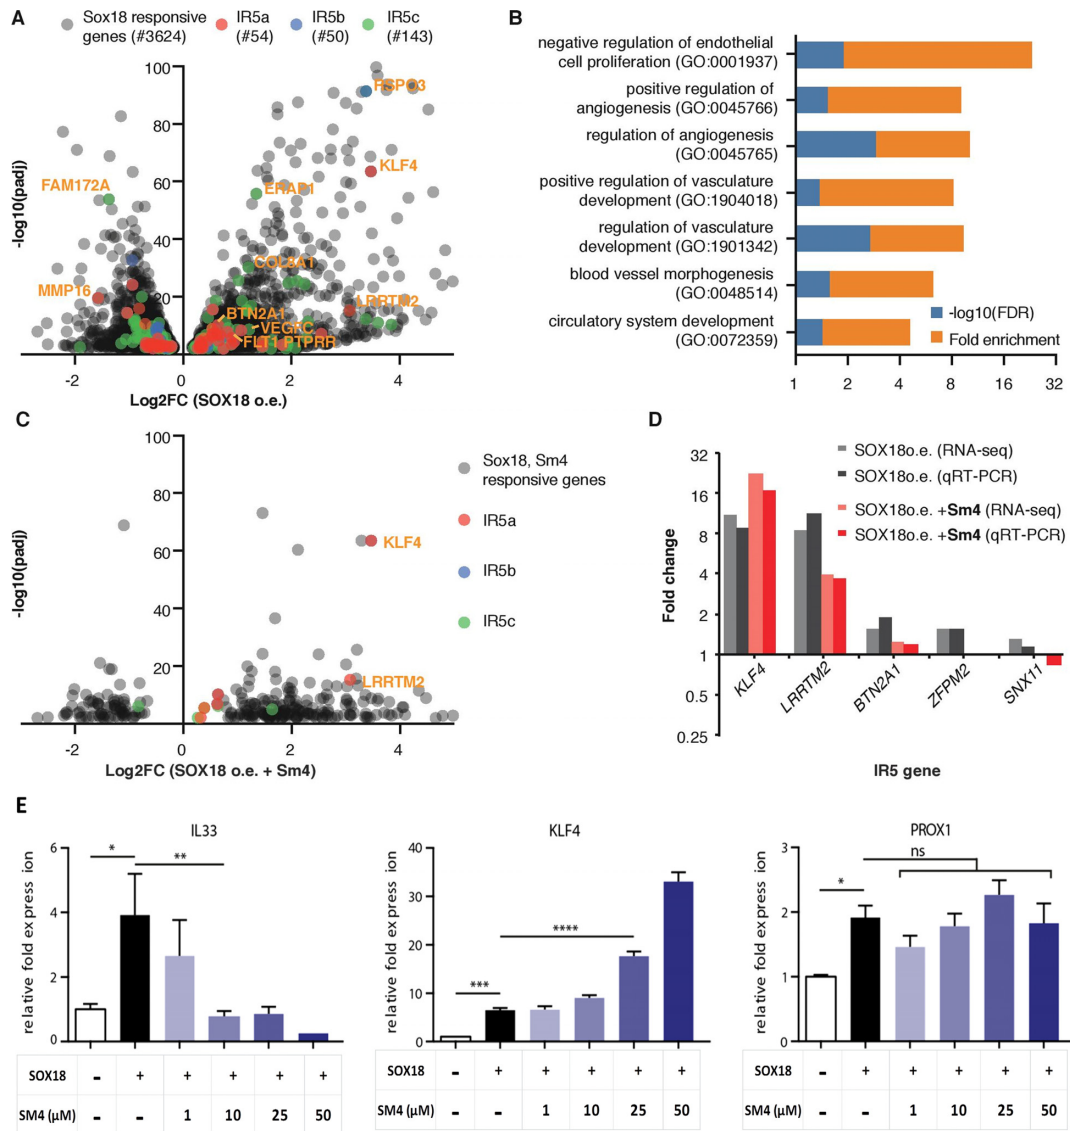 A
Sox18 responsive genes (#3624)
IR5a (#54)
IR5b (#50)
IR5c (#143)
100
80
60
40
20
-log10(padj)
RSPO3
KLF4
FAM172A
ERAP1
COL8A1
MMP16
LRRTM2
BTN2A1
VEGFC
FLT1 PTPRR
-2
0
2
4
Log2FC (SOX18 o.e.)
B
negative regulation of endothelial
cell proliferation (GO:0001937)
positive regulation of
angiogenesis (GO:0045766)
regulation of angiogenesis
(GO:0045765)
positive regulation of vasculature
development (GO:1904018)
regulation of vasculature
development (GO:1901342)
blood vessel morphogenesis
(GO:0048514)
circulatory system development
(GO:0072359)
-log10(FDR)
Fold enrichment
1 2 4 8 16 32
C
100
80
60
40
20
-log10(padj)
Sox18, Sm4
responsive genes
IR5a
IR5b
IR5c
KLF4
LRRTM2
-2 0 2 4
Log2FC (SOX18 o.e. + Sm4)
D
SOX18o.e. (RNA-seq)
SOX18o.e. (qRT-PCR)
SOX18o.e. +Sm4 (RNA-seq)
SOX18o.e. +Sm4 (qRT-PCR)
32
16
8
4
2
1
0.5
0.25
Fold change
KLF4
LRRTM2
BTN2A1
ZFPM2
SNX11
IR5 gene
E
IL33
relative fold express ion
6
4
2
0
*
**
SOX18 - + + + + +
SM4 (μM) - - 1 10 25 50
KLF4
relative fold express ion
40
30
20
10
0
***
****
SOX18 - + + + + +
SM4 (μM) - - 1 10 25 50
PROX1
relative fold express ion
3
2
1
0
*
ns
SOX18 - + + + + +
SM4 (μM) - - 1 10 25 50